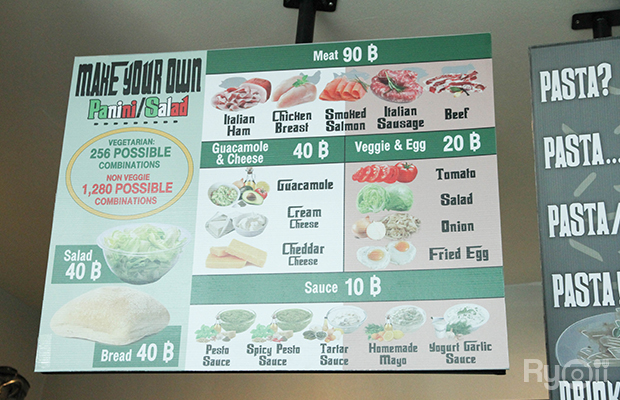 MAKE YOUR OWN
Panini/Salad
VEGETARIAN:
256 POSSIBLE
COMBINATIONS
NON VEGGIE
1,280 POSSIBLE
COMBINATIONS
Salad
40 ฿
Bread 40 ฿
Meat 90 ฿
Italian
Ham
Chicken
Breast
Smoked
Salmon
Italian
Sausage
Beef
Guacamole
& Cheese
40 ฿
Guacamole
Cream
Cheese
Cheddar
Cheese
Veggie & Egg 20 ฿
Tomato
Salad
Onion
Fried Egg
Sauce 10 ฿
Pesto
Sauce
Spicy Pesto
Sauce
Tartar
Sauce
Homemade
Mayo
Yogurt Garlic
Sauce
PASTA?
PASTA...
PASTA/
PASTA!